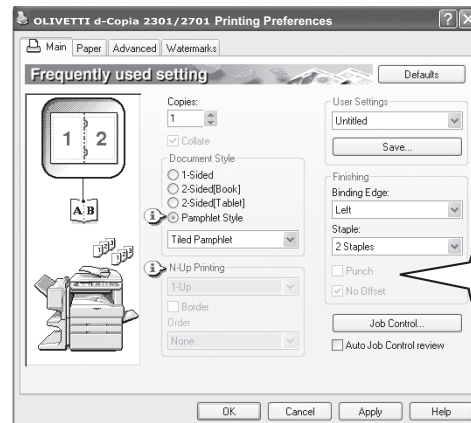 OLIVETTI d-Copia 2301/2701 Printing Preferences
Main Paper Advanced Watermarks
Frequently used setting
Defaults
1 2
A B
123 123
Copies:
1
Collate
Document Style
1-Sided
2-Sided[Book]
2-Sided[Tablet]
Pamphlet Style
Tiled Pamphlet
N-Up Printing
1-Up
Border
Order
None
User Settings
Untitled
Save...
Finishing
Binding Edge:
Left
Staple:
2 Staples
Punch
No Offset
Job Control...
Auto Job Control review
OK Cancel Apply Help